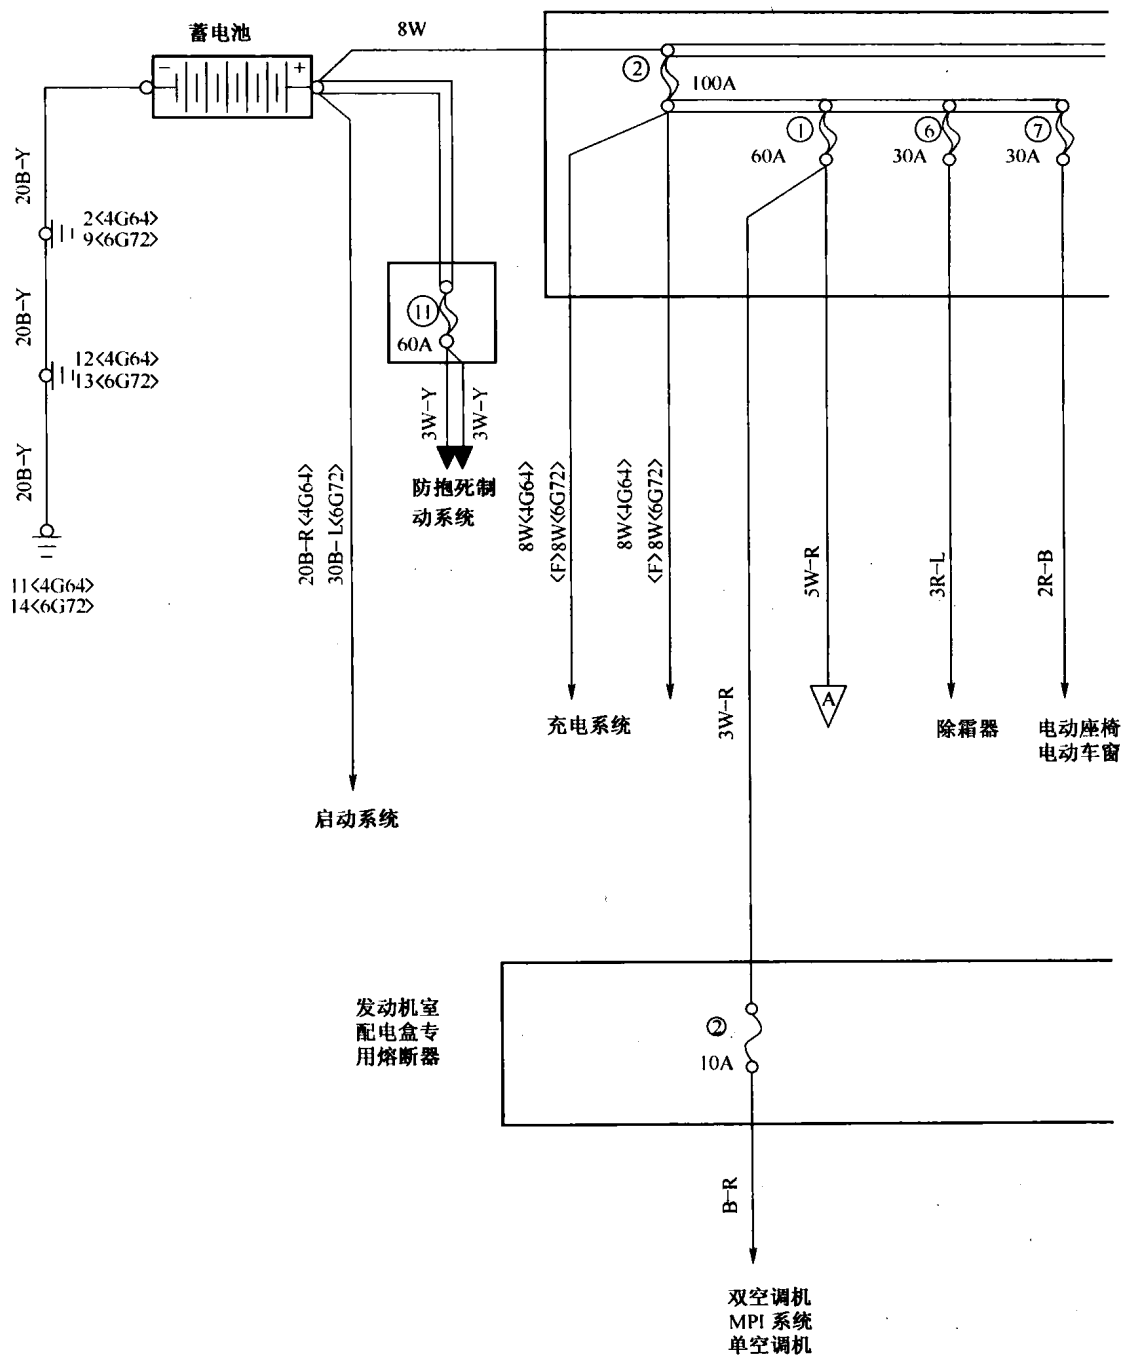 蓄电池
8W
−
+
②
100A
①
60A
⑥
30A
⑦
30A
20B−Y
2<4G64>
9<6G72>
20B−Y
12<4G64>
13<6G72>
20B−Y
11<4G64>
14<6G72>
⑪
60A
3W−Y
3W−Y
防抱死制
动系统
20B−R<4G64>
30B−L<6G72>
启动系统
8W<4G64>
<F>8W<6G72>
8W<4G64>
<F>8W<6G72>
充电系统
3W−R
5W−R
A
3R−L
除霜器
2R−B
电动座椅
电动车窗
发动机室
配电盒专
用熔断器
②
10A
B−R
双空调机
MPI 系统
单空调机